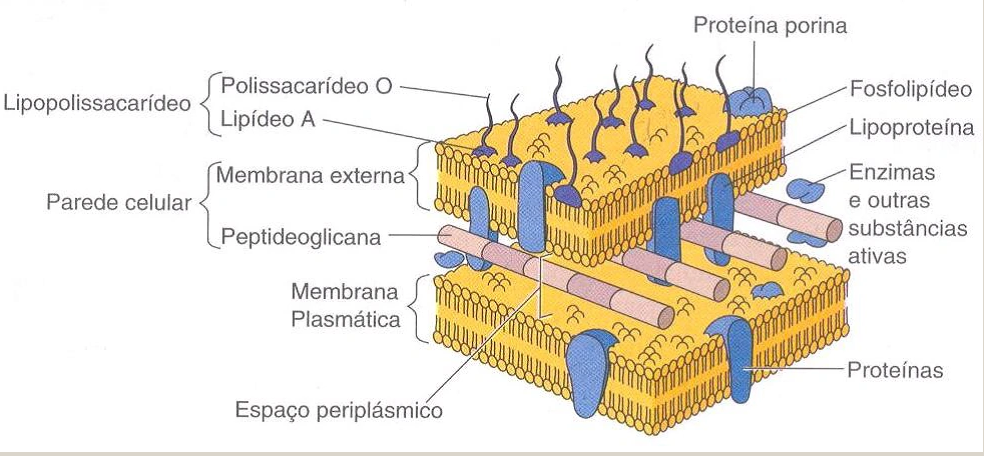 Proteína porina
Lipopolissacarídeo
Polissacarídeo O
Lipídeo A
Fosfolipídeo
Lipoproteína
Parede celular
Membrana externa
Peptideoglicana
Enzimas
e outras
substâncias
ativas
Membrana
Plasmática
Proteínas
Espaço periplásmico